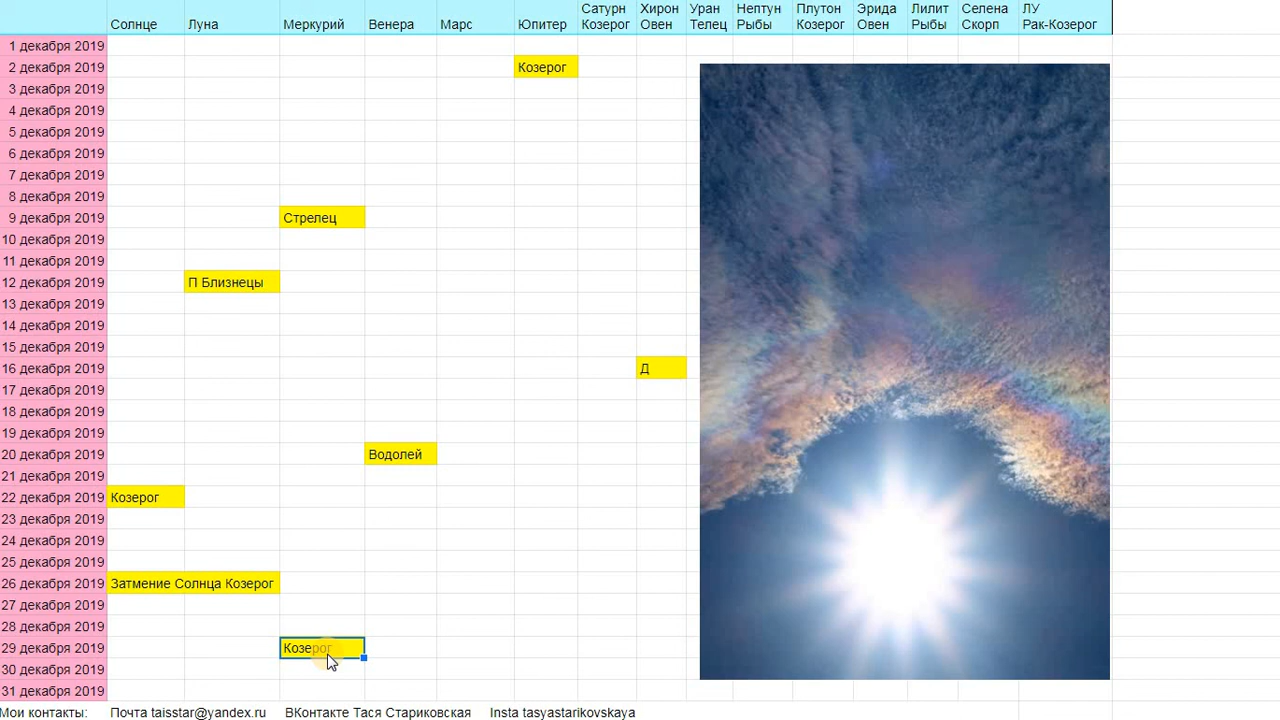 Солнце Луна Меркурий Венера Марс Юпитер Сатурн Козерог Хирон Овен Уран Телец Нептун Рыбы Плутон Козерог Эрида Овен Лилит Рыбы Селена Скорп ЛУ Рак-Козерог
1 декабря 2019
2 декабря 2019 Козерог
3 декабря 2019
4 декабря 2019
5 декабря 2019
6 декабря 2019
7 декабря 2019
8 декабря 2019
9 декабря 2019 Стрелец
10 декабря 2019
11 декабря 2019
12 декабря 2019 П Близнецы
13 декабря 2019
14 декабря 2019
15 декабря 2019
16 декабря 2019 Д
17 декабря 2019
18 декабря 2019
19 декабря 2019
20 декабря 2019 Водолей
21 декабря 2019
22 декабря 2019 Козерог
23 декабря 2019
24 декабря 2019
25 декабря 2019
26 декабря 2019 Затмение Солнца Козерог
27 декабря 2019
28 декабря 2019
29 декабря 2019 Козерог
30 декабря 2019
31 декабря 2019
Мои контакты: Почта taisstar@yandex.ru ВКонтакте Тася Стариковская Insta tasyastarikovskaya